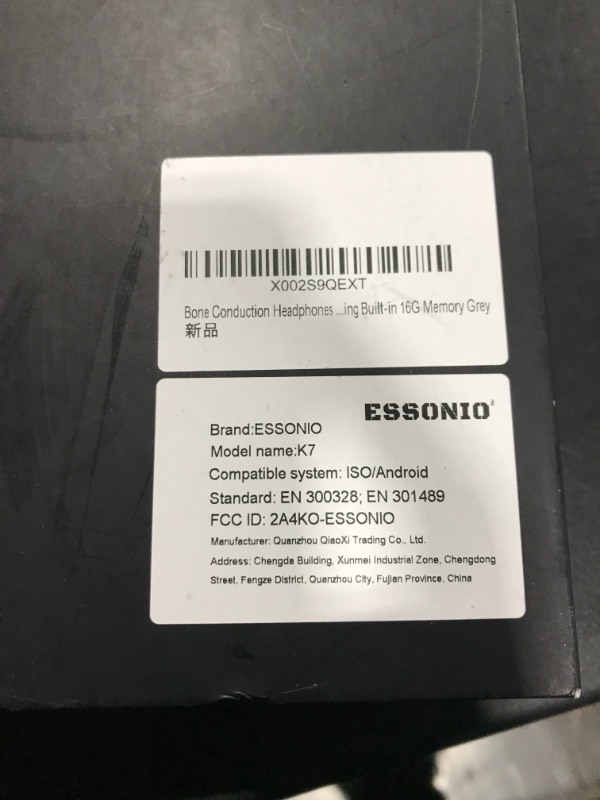 X002S9QEXT
Bone Conduction Headphones ...ing Built-in 16G Memory Grey
新品
ESSONIO
Brand:ESSONIO
Model name:K7
Compatible system: ISO/Android
Standard: EN 300328; EN 301489
FCC ID: 2A4KO-ESSONIO
Manufacturer: Quanzhou QiaoXi Trading Co., Ltd.
Address: Chengda Building, Xunmei Industrial Zone, Chengdong
Street, Fengze District, Quanzhou City, Fujian Province, China